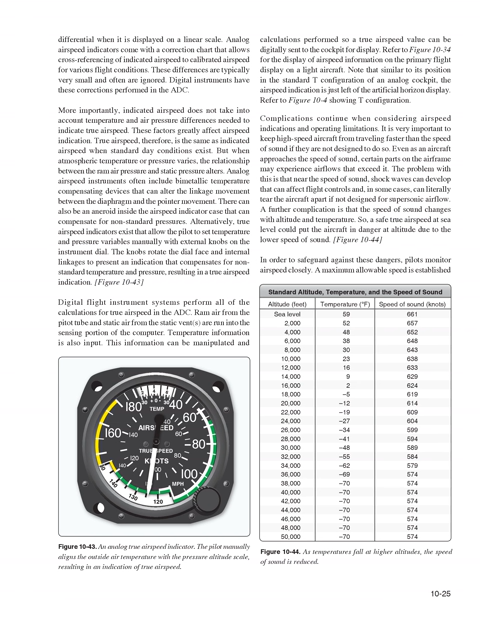 differential when it is displayed on a linear scale. Analog
airspeed indicators come with a correction chart that allows
cross-referencing of indicated airspeed to calibrated airspeed
for various flight conditions. These differences are typically
very small and often are ignored. Digital instruments have
these corrections performed in the ADC.
More importantly, indicated airspeed does not take into
account temperature and air pressure differences needed to
indicate true airspeed. These factors greatly affect airspeed
indication. True airspeed, therefore, is the same as indicated
airspeed when standard day conditions exist. But when
atmospheric temperature or pressure varies, the relationship
between the ram air pressure and static pressure alters. Analog
airspeed instruments often include bimetallic temperature
compensating devices that can alter the linkage movement
between the diaphragm and the pointer movement. There can
also be an aneroid inside the airspeed indicator case that can
compensate for non-standard pressures. Alternatively, true
airspeed indicators exist that allow the pilot to set temperature
and pressure variables manually with external knobs on the
instrument dial. The knobs rotate the dial face and internal
linkages to present an indication that compensates for non-
standard temperature and pressure, resulting in a true airspeed
indication. [Figure 10-43]
Digital flight instrument systems perform all of the
calculations for true airspeed in the ADC. Ram air from the
pitot tube and static air from the static vent(s) are run into the
sensing portion of the computer. Temperature information
is also input. This information can be manipulated and
30 + 0 - 30
TEMP
AIRSPEED
TRUE SPEED
KNOTS
MPH
40
60
80
100
160
180
40
60
80
100
120
140
120
130
140
Figure 10-43. An analog true airspeed indicator. The pilot manually
aligns the outside air temperature with the pressure altitude scale,
resulting in an indication of true airspeed.
calculations performed so a true airspeed value can be
digitally sent to the cockpit for display. Refer to Figure 10-34
for the display of airspeed information on the primary flight
display on a light aircraft. Note that similar to its position
in the standard T configuration of an analog cockpit, the
airspeed indication is just left of the artificial horizon display.
Refer to Figure 10-4 showing T configuration.
Complications continue when considering airspeed
indications and operating limitations. It is very important to
keep high-speed aircraft from traveling faster than the speed
of sound if they are not designed to do so. Even as an aircraft
approaches the speed of sound, certain parts on the airframe
may experience airflows that exceed it. The problem with
this is that near the speed of sound, shock waves can develop
that can affect flight controls and, in some cases, can literally
tear the aircraft apart if not designed for supersonic airflow.
A further complication is that the speed of sound changes
with altitude and temperature. So, a safe true airspeed at sea
level could put the aircraft in danger at altitude due to the
lower speed of sound. [Figure 10-44]
In order to safeguard against these dangers, pilots monitor
airspeed closely. A maximum allowable speed is established
Standard Altitude, Temperature, and the Speed of Sound
Altitude (feet) Temperature (°F) Speed of sound (knots)
Sea level 59 661
2,000 52 657
4,000 48 652
6,000 38 648
8,000 30 643
10,000 23 638
12,000 16 633
14,000 9 629
16,000 2 624
18,000 –5 619
20,000 –12 614
22,000 –19 609
24,000 –27 604
26,000 –34 599
28,000 –41 594
30,000 –48 589
32,000 –55 584
34,000 –62 579
36,000 –69 574
38,000 –70 574
40,000 –70 574
42,000 –70 574
44,000 –70 574
46,000 –70 574
48,000 –70 574
50,000 –70 574
Figure 10-44. As temperatures fall at higher altitudes, the speed
of sound is reduced.
10-25